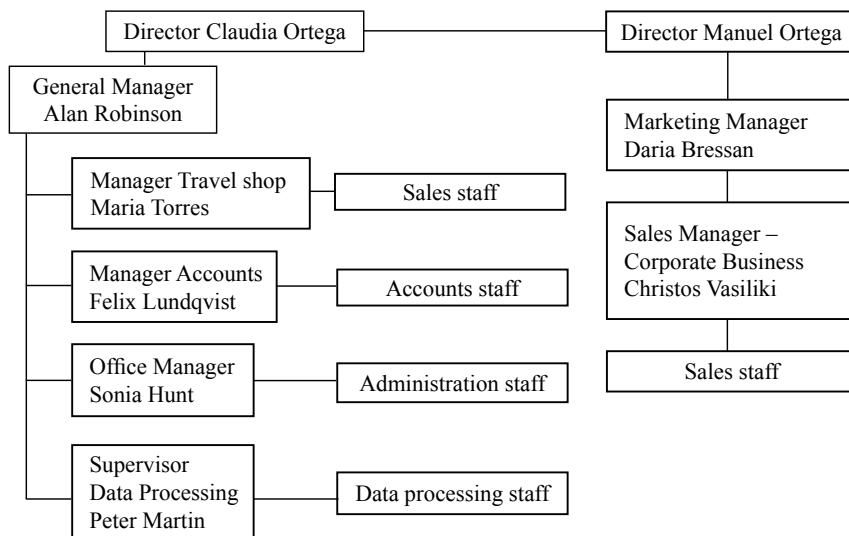 Director Claudia Ortega
Director Manuel Ortega
General Manager
Alan Robinson
Manager Travel shop
Maria Torres
Sales staff
Manager Accounts
Felix Lundqvist
Accounts staff
Office Manager
Sonia Hunt
Administration staff
Supervisor
Data Processing
Peter Martin
Data processing staff
Marketing Manager
Daria Bressan
Sales Manager –
Corporate Business
Christos Vasiliki
Sales staff